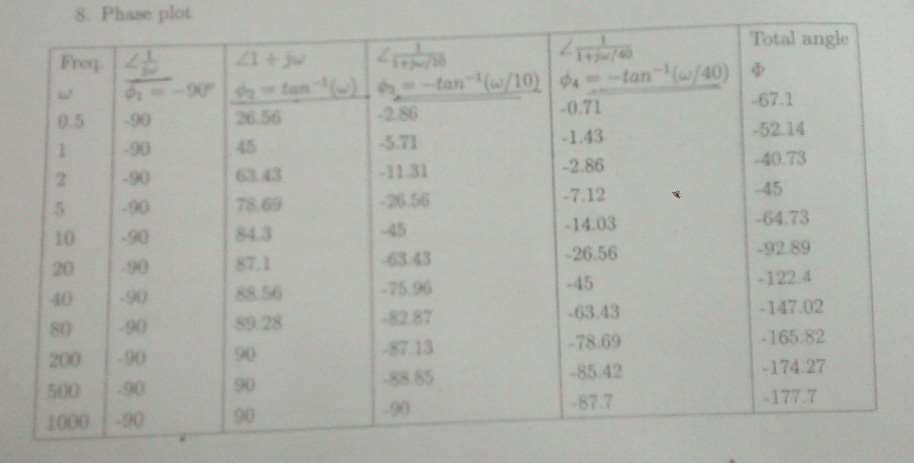 8. Phase plot
Freq. ∠1/jω ∠1 + jω ∠1/(1+jω/10) ∠1/(1+jω/40) Total angle
ω ϕ₁ = −90° ϕ₂ = tan⁻¹(ω) ϕ₃ = −tan⁻¹(ω/10) ϕ₄ = −tan⁻¹(ω/40) Φ
0.5 -90 26.56 -2.86 -0.71 -67.1
1 -90 45 -5.71 -1.43 -52.14
2 -90 63.43 -11.31 -2.86 -40.73
5 -90 78.69 -26.56 -7.12 -45
10 -90 84.3 -45 -14.03 -64.73
20 -90 87.1 -63.43 -26.56 -92.89
40 -90 88.56 -75.96 -45 -122.4
80 -90 89.28 -82.87 -63.43 -147.02
200 -90 90 -87.13 -78.69 -165.82
500 -90 90 -88.85 -85.42 -174.27
1000 -90 90 -90 -87.7 -177.7